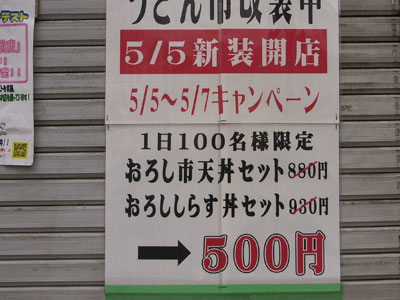 うどん市改装中
5/5新装開店
5/5〜5/7キャンペーン
1日100名様限定
おろし市天丼セット880円
おろししらす丼セット930円
➡500円
テスト